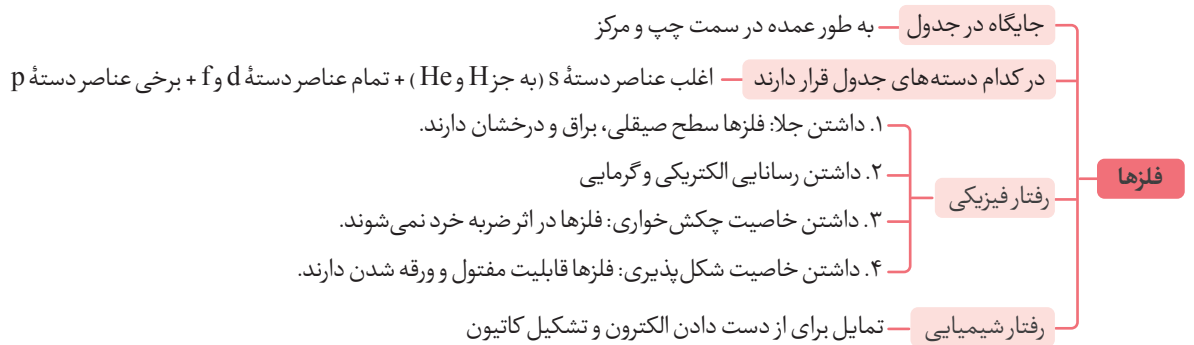 فلزها
جایگاه در جدول
به طور عمده در سمت چپ و مرکز
در کدام دسته‌های جدول قرار دارند
اغلب عناصر دستهٔ s (به جز H و He) + تمام عناصر دستهٔ d و f + برخی عناصر دستهٔ p
رفتار فیزیکی
۱. داشتن جلا: فلزها سطح صیقلی، براق و درخشان دارند.
۲. داشتن رسانایی الکتریکی و گرمایی
۳. داشتن خاصیت چکش‌خواری: فلزها در اثر ضربه خرد نمی‌شوند.
۴. داشتن خاصیت شکل‌پذیری: فلزها قابلیت مفتول و ورقه شدن دارند.
رفتار شیمیایی
تمایل برای از دست دادن الکترون و تشکیل کاتیون